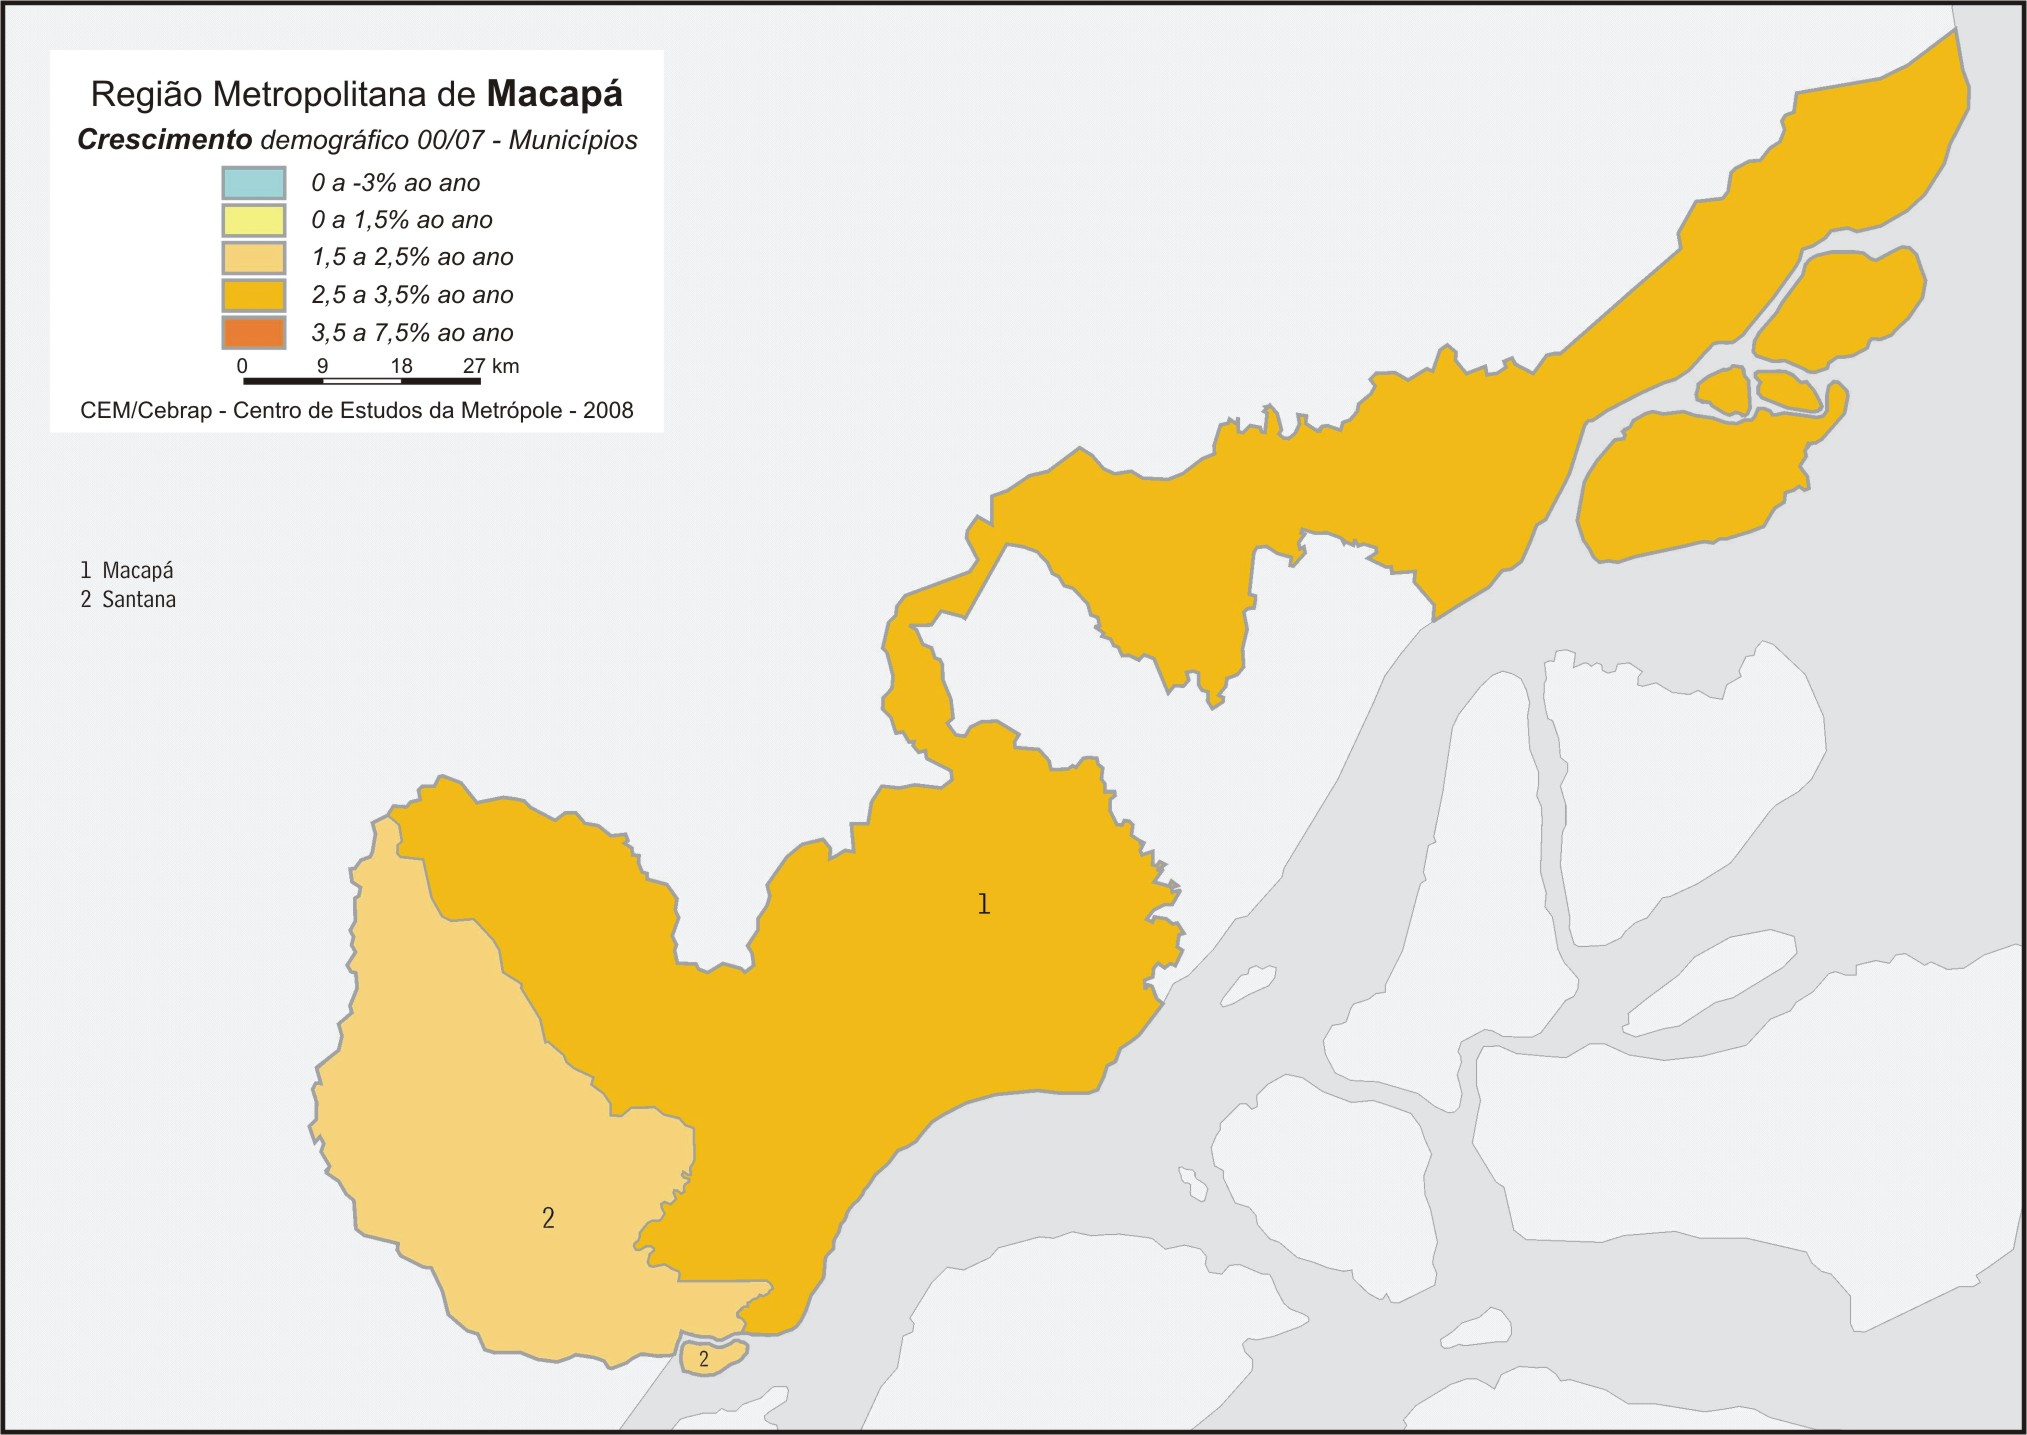 Região Metropolitana de Macapá
Crescimento demográfico 00/07 - Municípios
0 a -3% ao ano
0 a 1,5% ao ano
1,5 a 2,5% ao ano
2,5 a 3,5% ao ano
3,5 a 7,5% ao ano
0 9 18 27 km
CEM/Cebrap - Centro de Estudos da Metrópole - 2008
1 Macapá
2 Santana
1
2
2